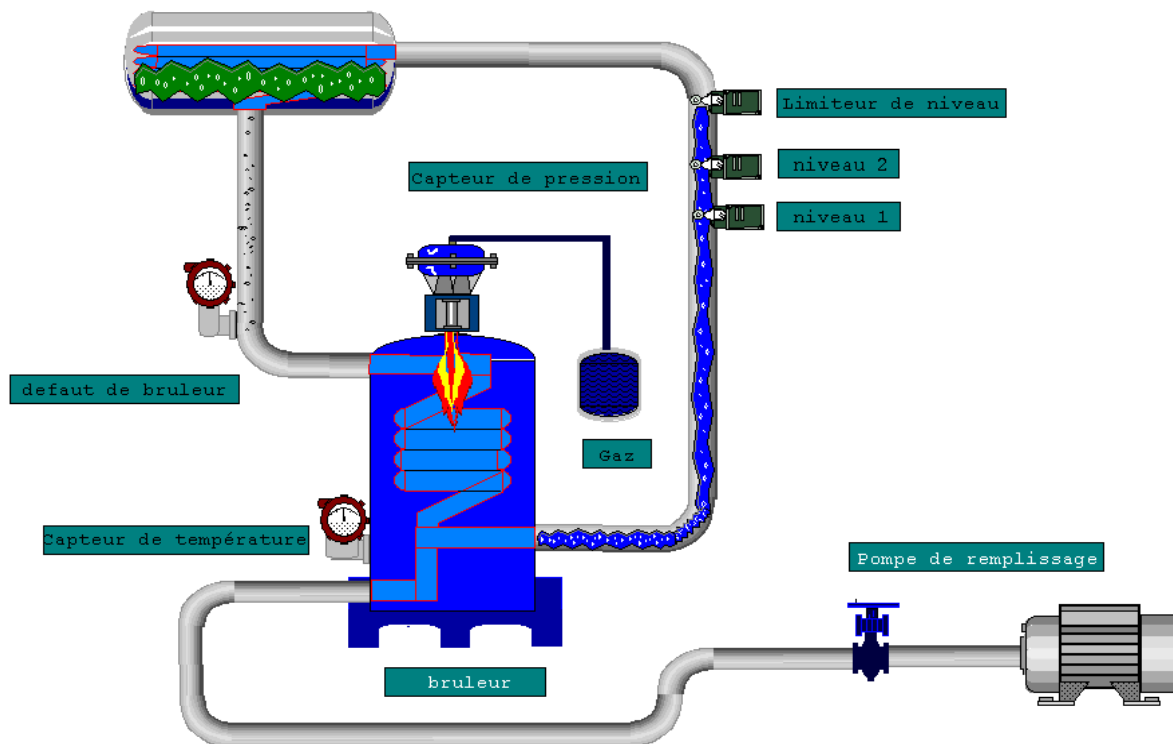 Limiteur de niveau
niveau 2
Capteur de pression
niveau 1
defaut de bruleur
Gaz
Capteur de température
Pompe de remplissage
bruleur